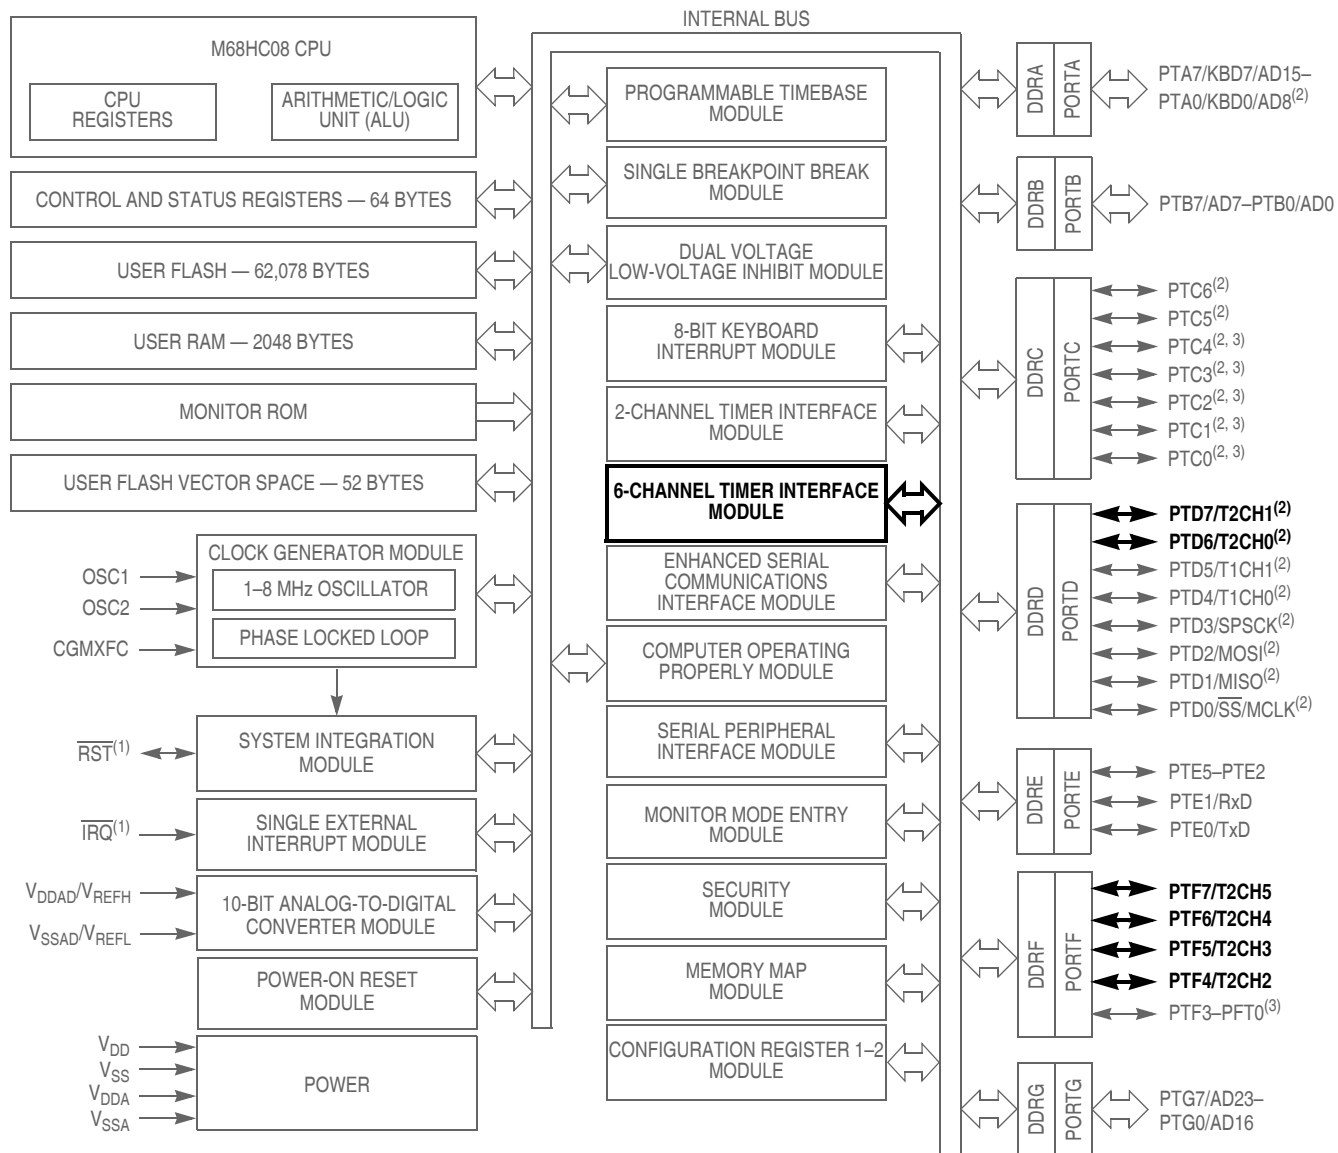 INTERNAL BUS
M68HC08 CPU
CPU
REGISTERS
ARITHMETIC/LOGIC
UNIT (ALU)
CONTROL AND STATUS REGISTERS — 64 BYTES
USER FLASH — 62,078 BYTES
USER RAM — 2048 BYTES
MONITOR ROM
USER FLASH VECTOR SPACE — 52 BYTES
CLOCK GENERATOR MODULE
1–8 MHz OSCILLATOR
PHASE LOCKED LOOP
OSC1
OSC2
CGMXFC
SYSTEM INTEGRATION
MODULE
RST(1)
SINGLE EXTERNAL
INTERRUPT MODULE
IRQ(1)
10-BIT ANALOG-TO-DIGITAL
CONVERTER MODULE
VDDAD/VREFH
VSSAD/VREFL
POWER-ON RESET
MODULE
POWER
VDD
VSS
VDDA
VSSA
PROGRAMMABLE TIMEBASE
MODULE
SINGLE BREAKPOINT BREAK
MODULE
DUAL VOLTAGE
LOW-VOLTAGE INHIBIT MODULE
8-BIT KEYBOARD
INTERRUPT MODULE
2-CHANNEL TIMER INTERFACE
MODULE
6-CHANNEL TIMER INTERFACE
MODULE
ENHANCED SERIAL
COMMUNICATIONS
INTERFACE MODULE
COMPUTER OPERATING
PROPERLY MODULE
SERIAL PERIPHERAL
INTERFACE MODULE
MONITOR MODE ENTRY
MODULE
SECURITY
MODULE
MEMORY MAP
MODULE
CONFIGURATION REGISTER 1–2
MODULE
DDRA
PORTA
PTA7/KBD7/AD15–
PTA0/KBD0/AD8(2)
DDRB
PORTB
PTB7/AD7–PTB0/AD0
DDRC
PORTC
PTC6(2)
PTC5(2)
PTC4(2, 3)
PTC3(2, 3)
PTC2(2, 3)
PTC1(2, 3)
PTC0(2, 3)
DDRD
PORTD
PTD7/T2CH1(2)
PTD6/T2CH0(2)
PTD5/T1CH1(2)
PTD4/T1CH0(2)
PTD3/SPSCK(2)
PTD2/MOSI(2)
PTD1/MISO(2)
PTD0/SS/MCLK(2)
DDRE
PORTE
PTE5–PTE2
PTE1/RxD
PTE0/TxD
DDRF
PORTF
PTF7/T2CH5
PTF6/T2CH4
PTF5/T2CH3
PTF4/T2CH2
PTF3–PFT0(3)
DDRG
PORTG
PTG7/AD23–
PTG0/AD16